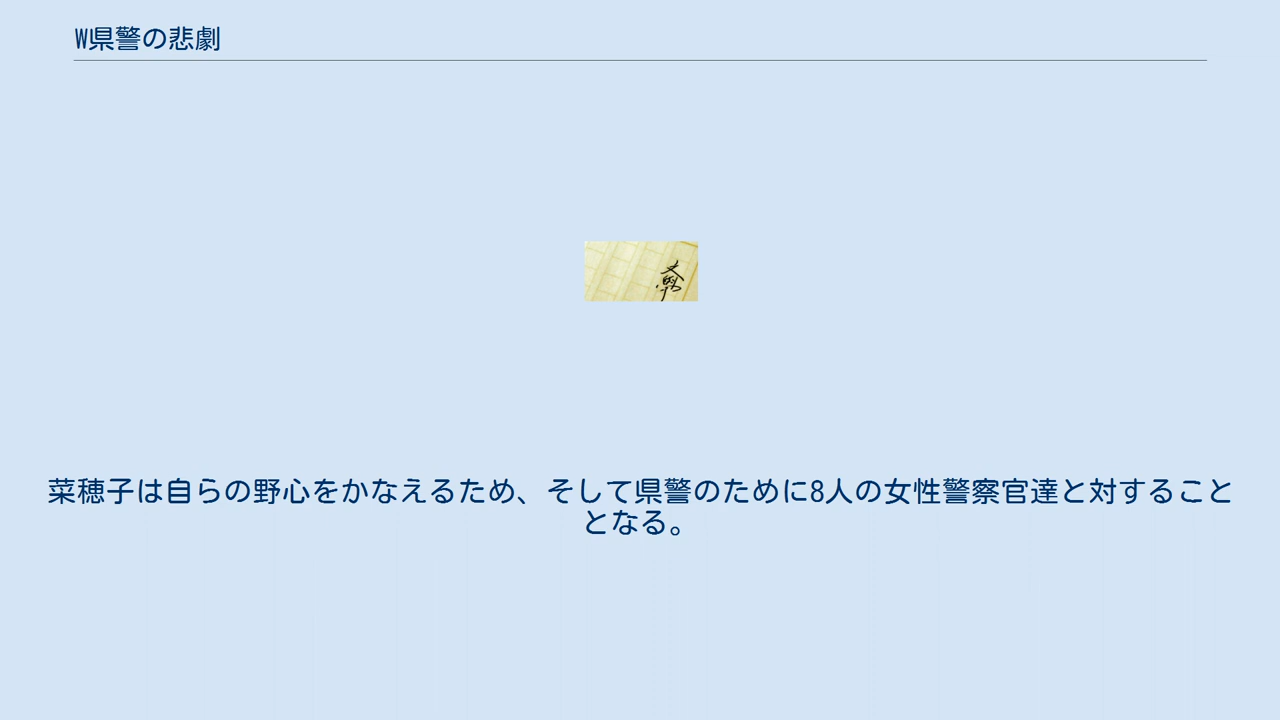 W県警の悲劇
菜穂子は自らの野心をかなえるため、そして県警のために8人の女性警察官達と対すること
となる。